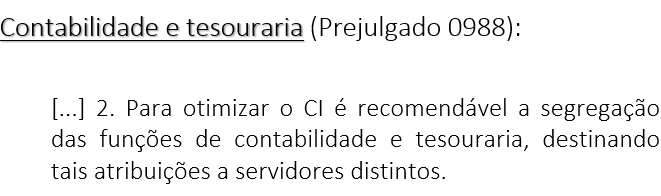 Contabilidade e tesouraria (Prejulgado 0988):
[...] 2. Para otimizar o CI é recomendável a segregação
das funções de contabilidade e tesouraria, destinando
tais atribuições a servidores distintos.